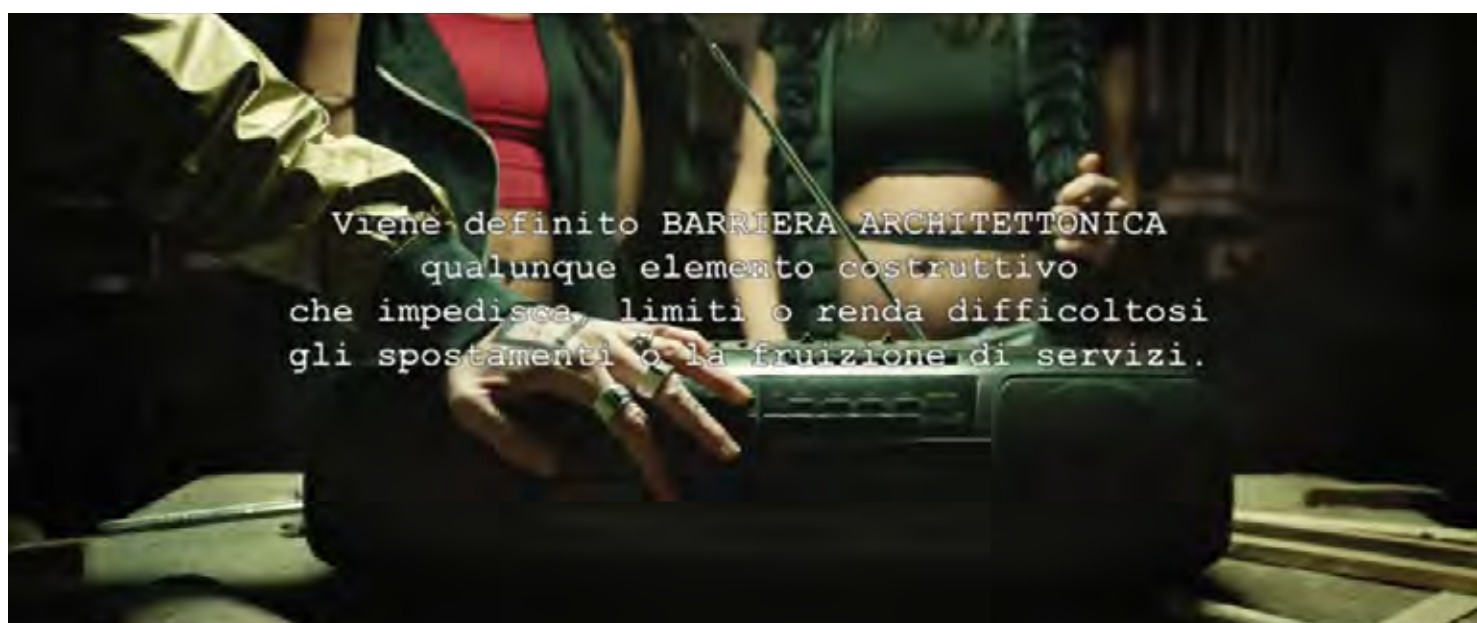 Viene definito BARRIERA ARCHITETTONICA
qualunque elemento costruttivo
che impedisca, limiti o renda difficoltosi
gli spostamenti o la fruizione di servizi.